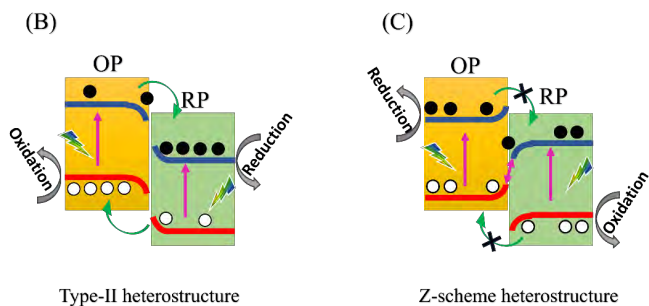 (B)
OP
RP
Oxidation
Reduction
Type-II heterostructure
(C)
OP
RP
Reduction
Oxidation
Z-scheme heterostructure